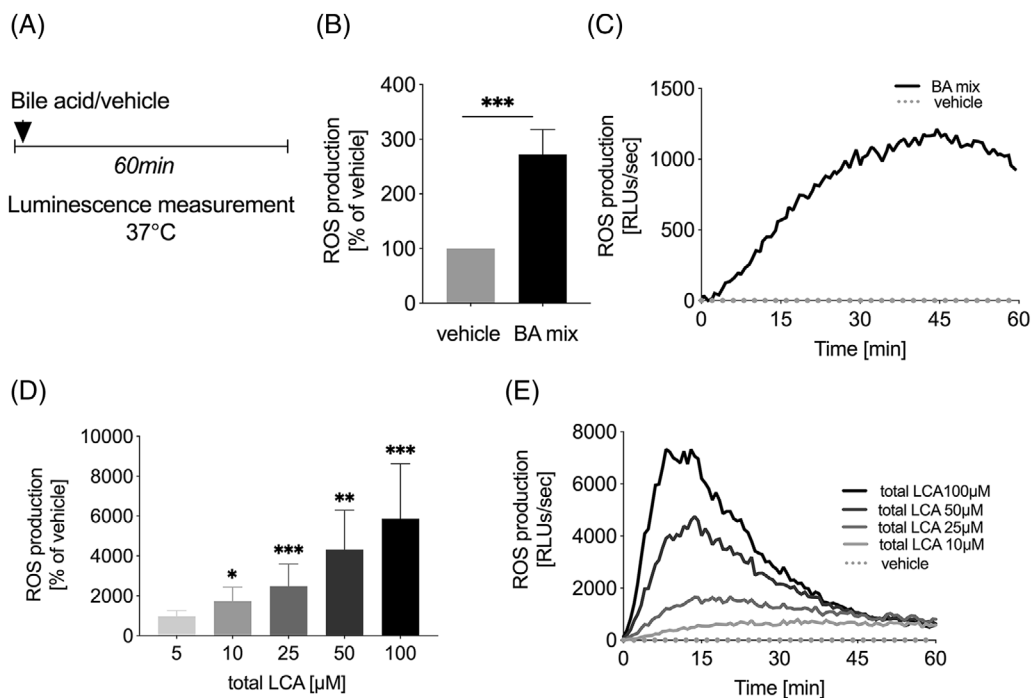 (A)
Bile acid/vehicle
60min
Luminescence measurement
37°C
(B)
ROS production
[% of vehicle]
400
300
200
100
0
***
vehicle BA mix
(C)
ROS production
[RLUs/sec]
1500
1000
500
0
0 15 30 45 60
Time [min]
BA mix
vehicle
(D)
ROS production
[% of vehicle]
10000
8000
6000
4000
2000
0
*
***
**
***
5 10 25 50 100
total LCA [µM]
(E)
ROS production
[RLUs/sec]
8000
6000
4000
2000
0
0 15 30 45 60
Time [min]
total LCA100µM
total LCA 50µM
total LCA 25µM
total LCA 10µM
vehicle